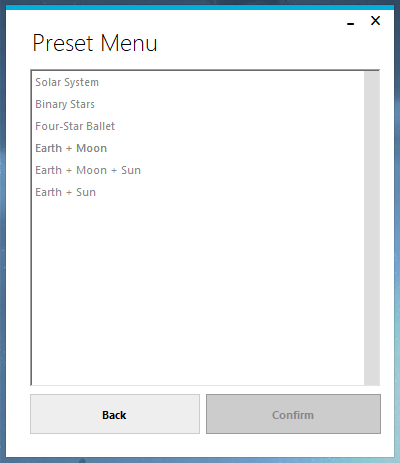 Preset Menu
Solar System
Binary Stars
Four-Star Ballet
Earth + Moon
Earth + Moon + Sun
Earth + Sun
Back
Confirm